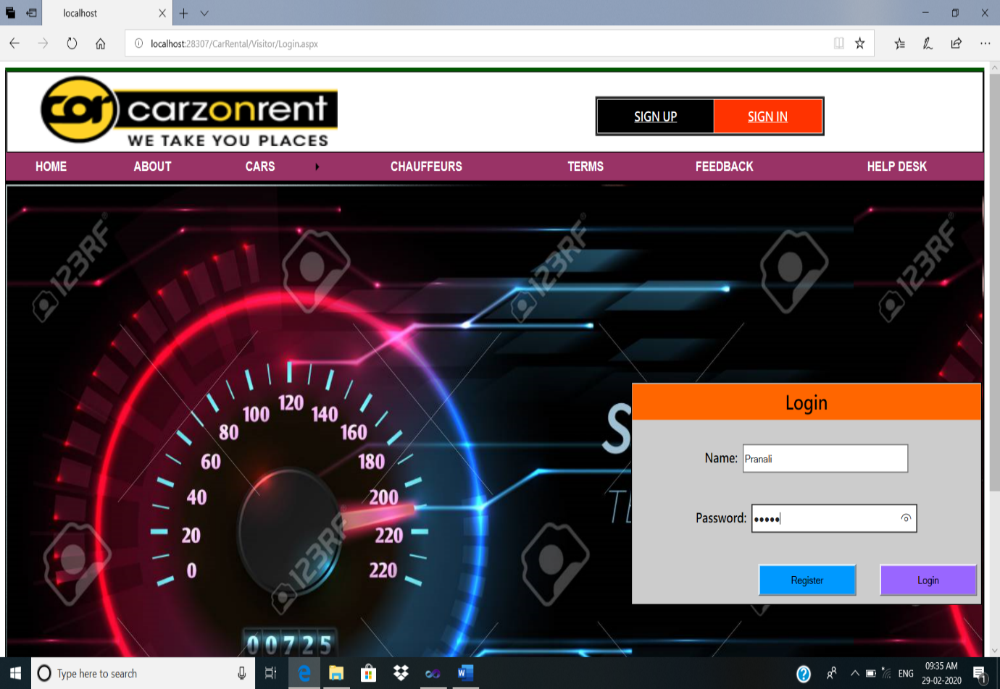 localhost
localhost:28307/CarRental/Visitor/Login.aspx
zor carzonrent
WE TAKE YOU PLACES
SIGN UP SIGN IN
HOME ABOUT CARS CHAUFFEURS TERMS FEEDBACK HELP DESK
123RF® 123RF® 123RF®
120
100 140
80 160
60 180
40 200
20 220
0 220
123RF
00725
S
Login
Name: Pranali
Password: •••••
Register Login
Type here to search
ENG
09:35 AM
29-02-2020
1